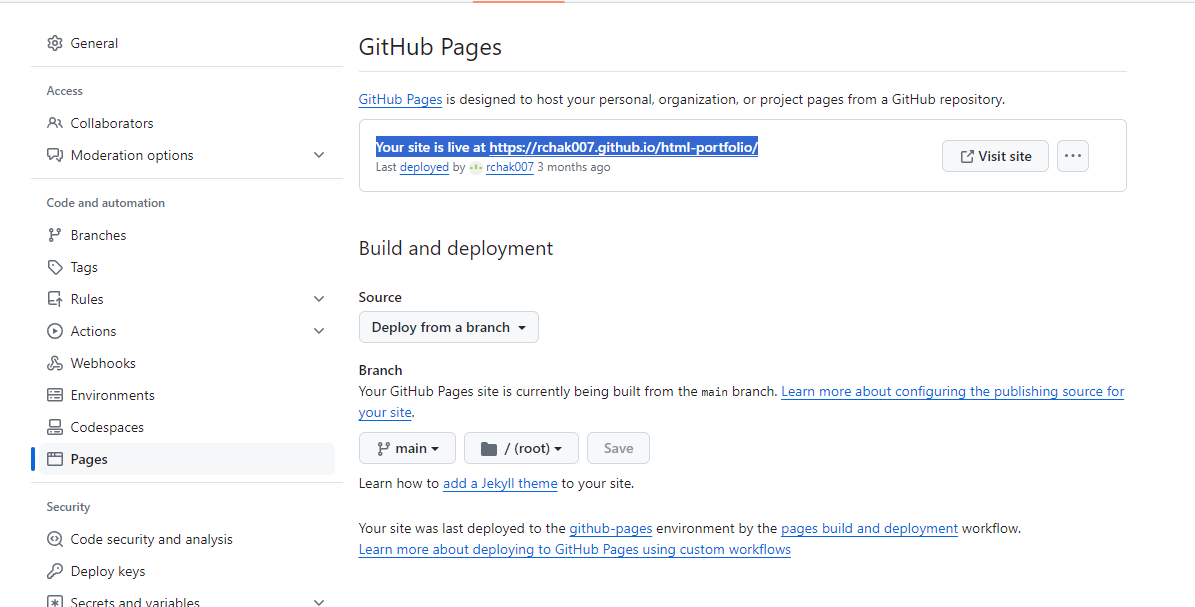 General
Access
Collaborators
Moderation options
Code and automation
Branches
Tags
Rules
Actions
Webhooks
Environments
Codespaces
Pages
Security
Code security and analysis
Deploy keys
Secrets and variables
GitHub Pages
GitHub Pages is designed to host your personal, organization, or project pages from a GitHub repository.
Your site is live at https://rchak007.github.io/html-portfolio/
Last deployed by rchak007 3 months ago
Visit site
Build and deployment
Source
Deploy from a branch
Branch
Your GitHub Pages site is currently being built from the main branch. Learn more about configuring the publishing source for
your site.
main / (root) Save
Learn how to add a Jekyll theme to your site.
Your site was last deployed to the github-pages environment by the pages build and deployment workflow.
Learn more about deploying to GitHub Pages using custom workflows